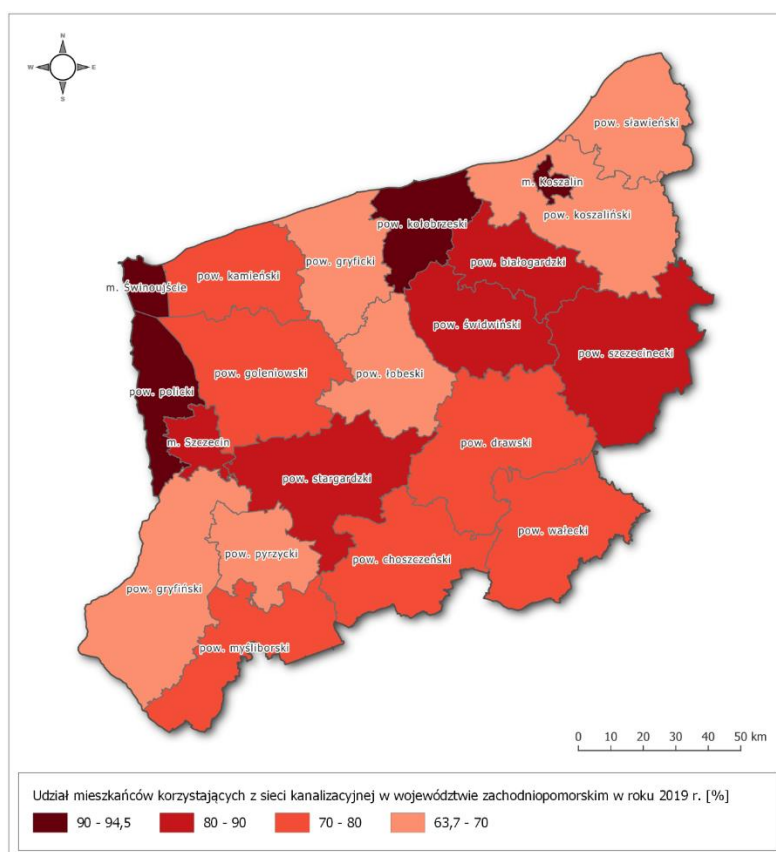 N
W E
S
pow. sławieński
m. Koszalin
pow. koszaliński
pow. kołobrzeski
pow. gryficki
pow. białogardzki
pow. kamieński
m. Świnoujście
pow. świdwiński
pow. szczecinecki
pow. goleniowski
pow. łobeski
pow. policki
m. Szczecin
pow. drawski
pow. stargardzki
pow. wałecki
pow. pyrzycki
pow. choszczeński
pow. gryfiński
pow. myśliborski
0 10 20 30 40 50 km
Udział mieszkańców korzystających z sieci kanalizacyjnej w województwie zachodniopomorskim w roku 2019 r. [%]
90 - 94,5 80 - 90 70 - 80 63,7 - 70